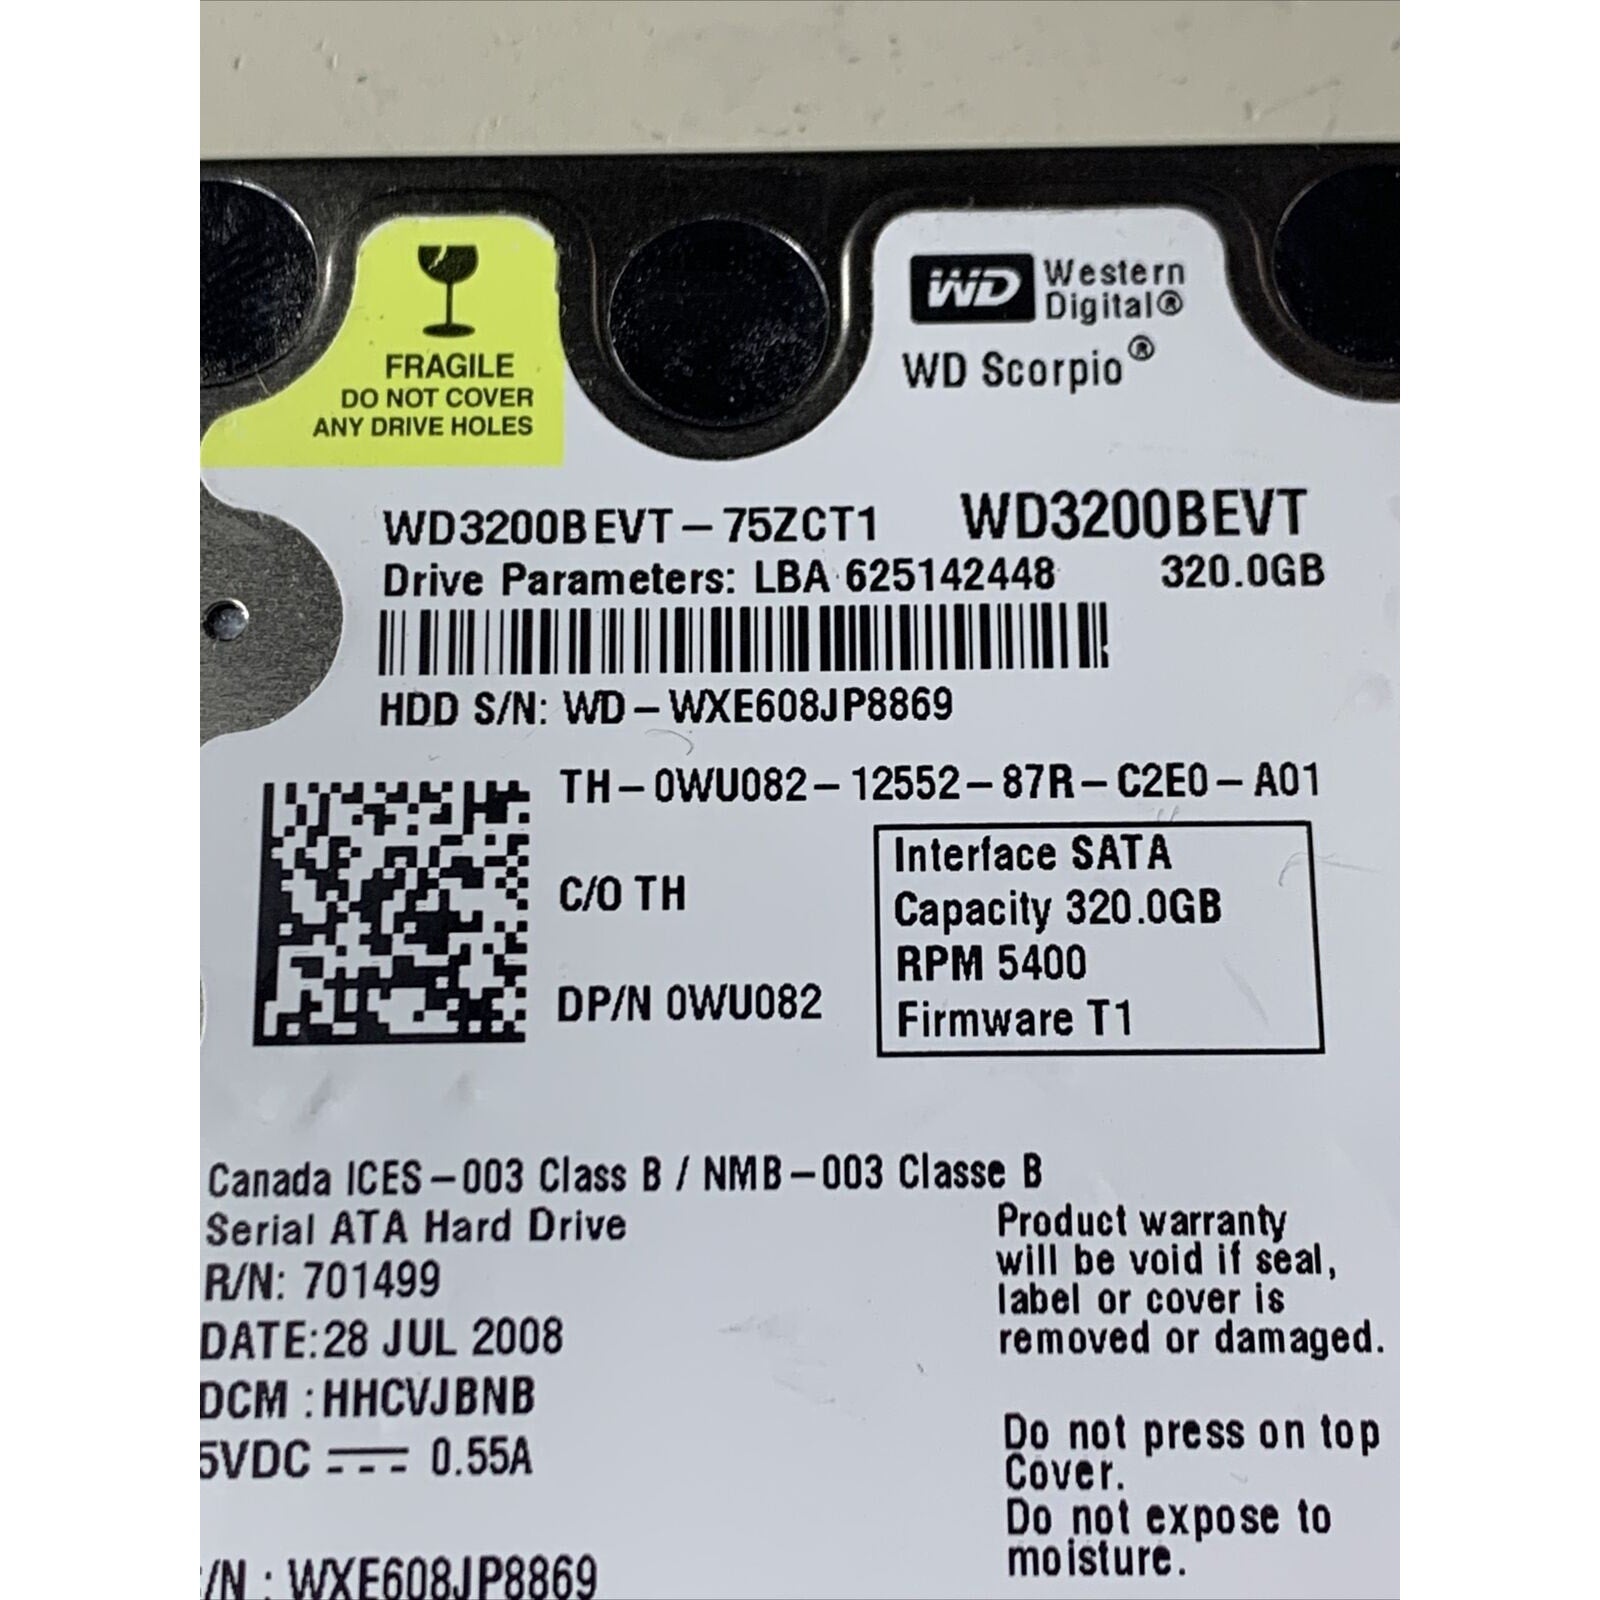 FRAGILE
DO NOT COVER
ANY DRIVE HOLES
WD Western
Digital®
WD Scorpio®
WD3200BEVT-75ZCT1 WD3200BEVT
Drive Parameters: LBA 625142448 320.0GB
HDD S/N: WD-WXE608JP8869
TH-0WU082-12552-87R-C2E0-A01
C/O TH
DP/N 0WU082
Interface SATA
Capacity 320.0GB
RPM 5400
Firmware T1
Canada ICES-003 Class B / NMB-003 Classe B
Serial ATA Hard Drive
R/N: 701499
DATE:28 JUL 2008
DCM :HHCVJBNB
5VDC 0.55A
/N : WXE608JP8869
Product warranty
will be void if seal,
label or cover is
removed or damaged.
Do not press on top
Cover.
Do not expose to
moisture.